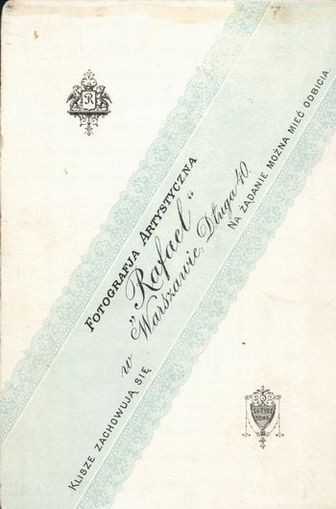 R
FOTOGRAFJA ARTYSTYCZNA
„Rafael“
w Warszawie, Długa 40.
KLISZE ZACHOWUJĄ SIĘ
NA ŻĄDANIE MOŻNA MIEĆ ODBICIA.